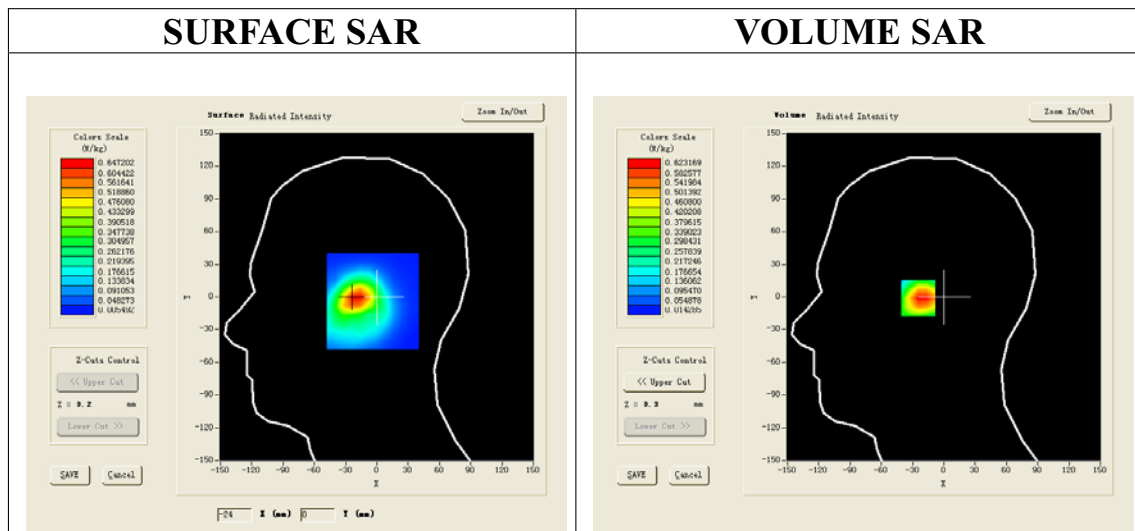 SURFACE SAR
VOLUME SAR
Surface Radiated Intensity
Zoom In/Out
Colors Scale
(W/kg)
0.647202
0.604422
0.561641
0.518860
0.476080
0.433299
0.390518
0.347738
0.304957
0.262176
0.219395
0.176615
0.133834
0.091053
0.048273
0.005492
150
120
90
60
30
0
-30
-60
-90
-120
-150
Y
-150 -120 -90 -60 -30 0 30 60 90 120 150
X
Z-Cuts Control
<< Upper Cut
Lower Cut >>
SAVE
Cancel
-24 X (mm) 0 Y (mm)
Volume Radiated Intensity
Zoom In/Out
Colors Scale
(W/kg)
0.623169
0.582577
0.541984
0.501392
0.460800
0.420208
0.379615
0.339023
0.298431
0.257839
0.217246
0.176654
0.136062
0.095470
0.054878
0.014285
150
120
90
60
30
0
-30
-60
-90
-120
-150
Y
-150 -120 -90 -60 -30 0 30 60 90 120 150
X
Z-Cuts Control
<< Upper Cut
Lower Cut >>
SAVE
Cancel